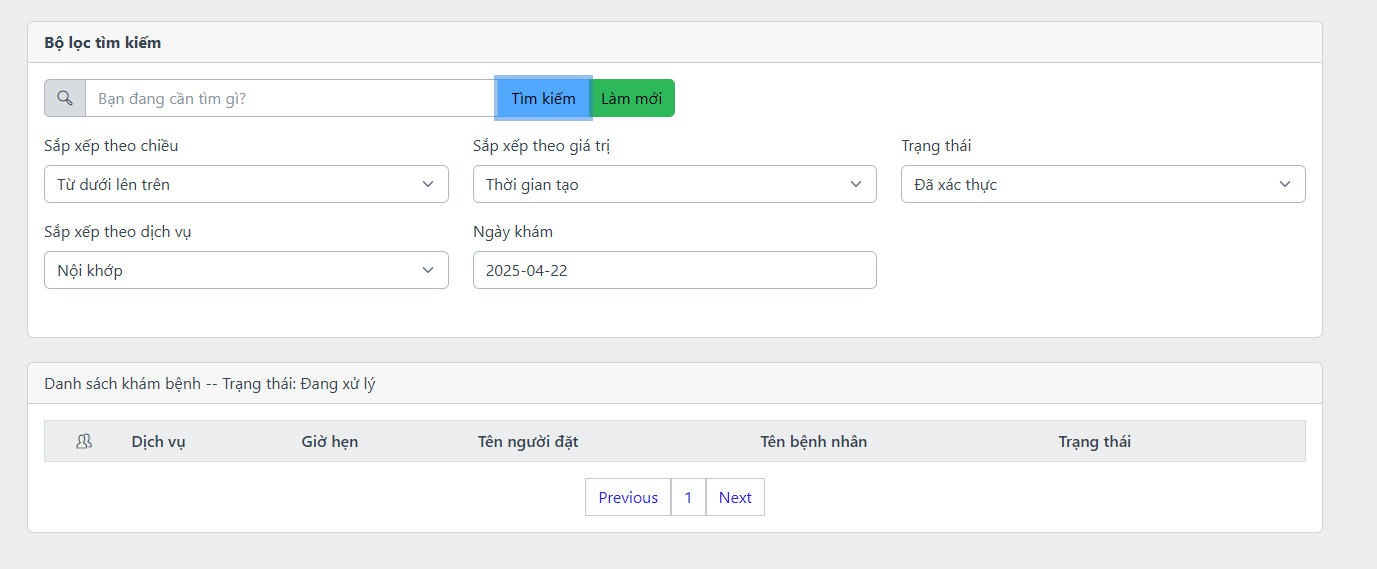 Bộ lọc tìm kiếm
Bạn đang cần tìm gì? Tìm kiếm Làm mới
Sắp xếp theo chiều Sắp xếp theo giá trị Trạng thái
Từ dưới lên trên Thời gian tạo Đã xác thực
Sắp xếp theo dịch vụ Ngày khám
Nội khớp 2025-04-22
Danh sách khám bệnh -- Trạng thái: Đang xử lý
Dịch vụ Giờ hẹn Tên người đặt Tên bệnh nhân Trạng thái
Previous 1 Next